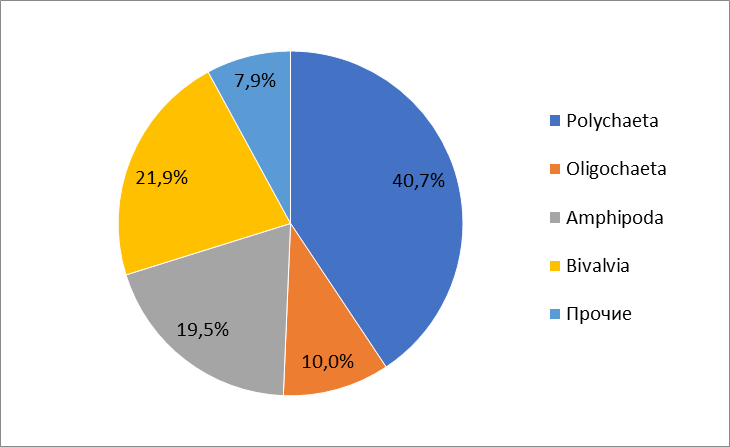 7,9%
40,7%
21,9%
19,5%
10,0%
Polychaeta
Oligochaeta
Amphipoda
Bivalvia
Прочие